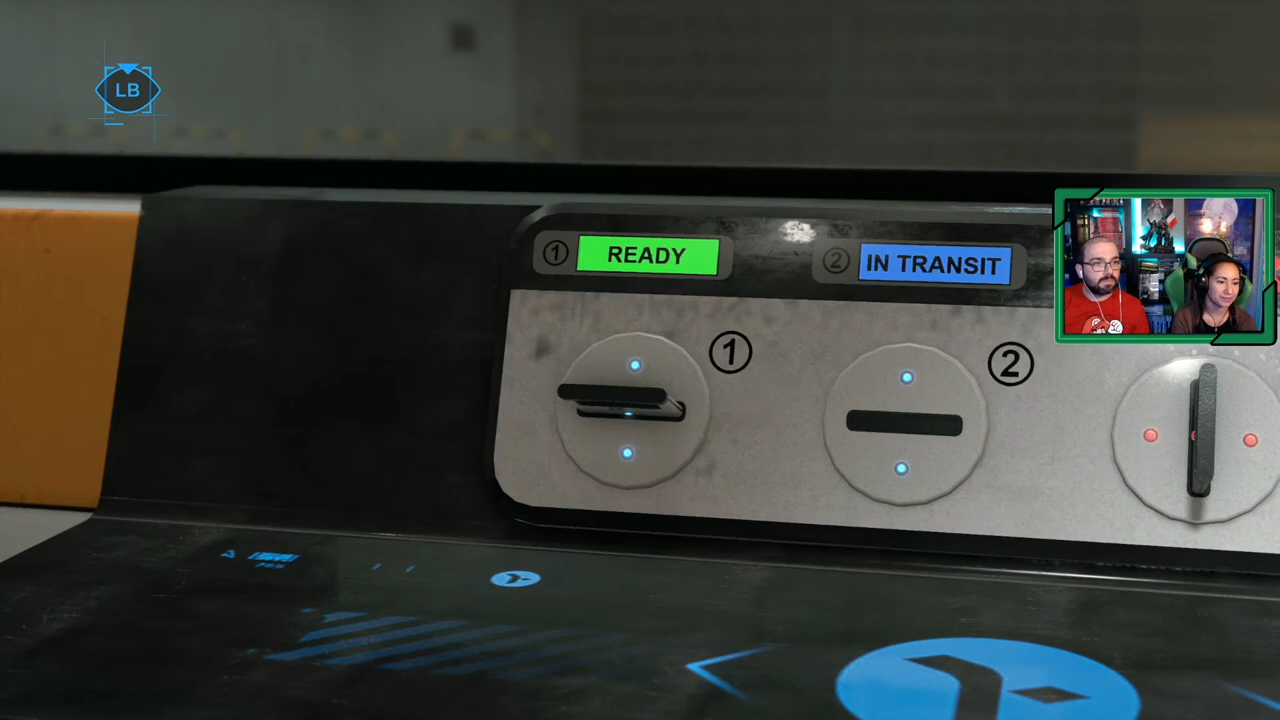 LB
① READY
② IN TRANSIT
①
②